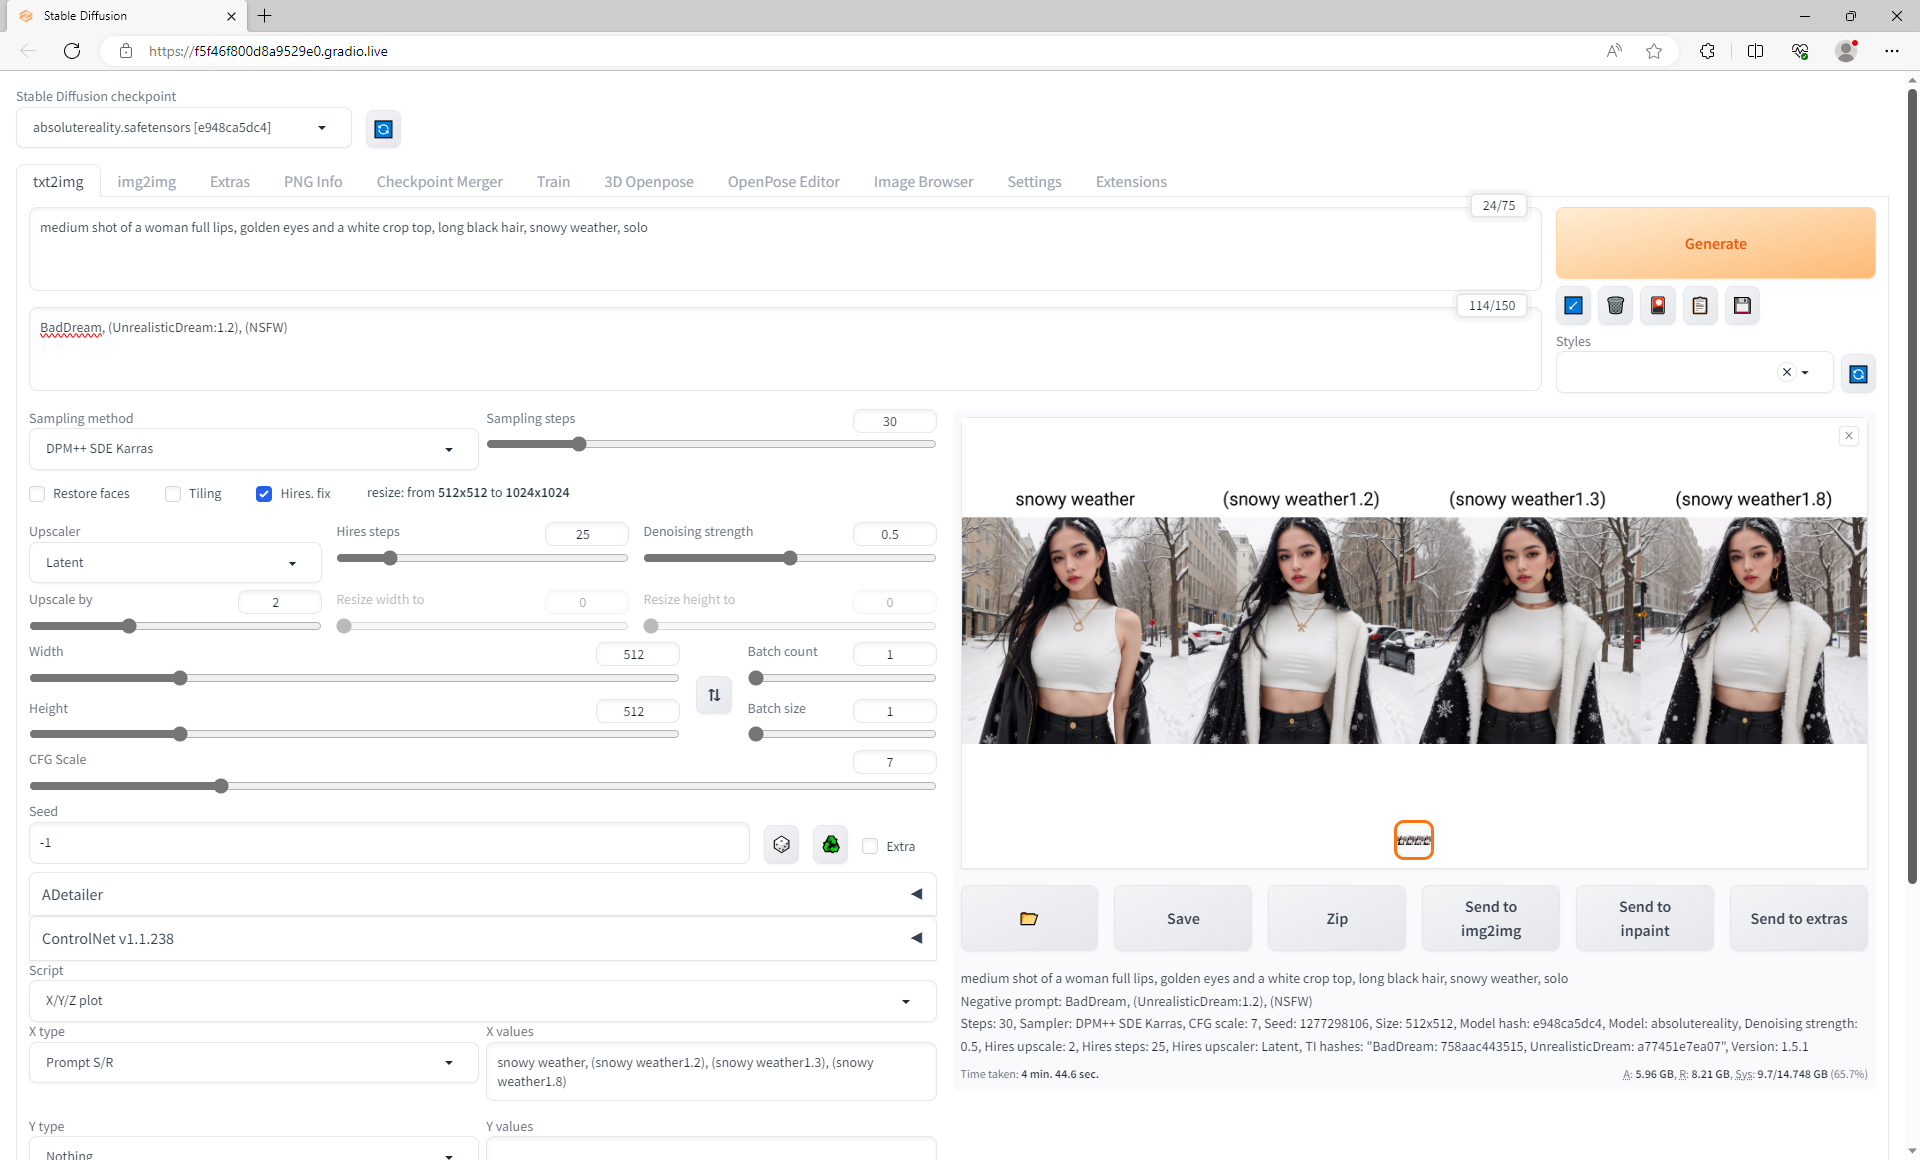 Stable Diffusion
https://f5f46f800d8a9529e0.gradio.live
Stable Diffusion checkpoint
absolutereality.safetensors [e948ca5dc4]
txt2img img2img Extras PNG Info Checkpoint Merger Train 3D Openpose OpenPose Editor Image Browser Settings Extensions
24/75
medium shot of a woman full lips, golden eyes and a white crop top, long black hair, snowy weather, solo
Generate
114/150
BadDream, (UnrealisticDream:1.2), (NSFW)
Styles
Sampling method
DPM++ SDE Karras
Sampling steps
30
Restore faces
Tiling
Hires. fix
resize: from 512x512 to 1024x1024
Upscaler
Latent
Hires steps
25
Denoising strength
0.5
Upscale by
2
Resize width to
0
Resize height to
0
Width
512
Batch count
1
Height
512
Batch size
1
CFG Scale
7
Seed
-1
Extra
ADetailer
ControlNet v1.1.238
Script
X/Y/Z plot
X type
Prompt S/R
X values
snowy weather, (snowy weather1.2), (snowy weather1.3), (snowy
weather1.8)
Y type
Nothing
Y values
snowy weather (snowy weather1.2) (snowy weather1.3) (snowy weather1.8)
Save
Zip
Send to
img2img
Send to
inpaint
Send to extras
medium shot of a woman full lips, golden eyes and a white crop top, long black hair, snowy weather, solo
Negative prompt: BadDream, (UnrealisticDream:1.2), (NSFW)
Steps: 30, Sampler: DPM++ SDE Karras, CFG scale: 7, Seed: 1277298106, Size: 512x512, Model hash: e948ca5dc4, Model: absolutereality, Denoising strength:
0.5, Hires upscale: 2, Hires steps: 25, Hires upscaler: Latent, TI hashes: "BadDream: 758aac443515, UnrealisticDream: a77451e7ea07", Version: 1.5.1
Time taken: 4 min. 44.6 sec.
A: 5.96 GB, R: 8.21 GB, Sys: 9.7/14.748 GB (65.7%)